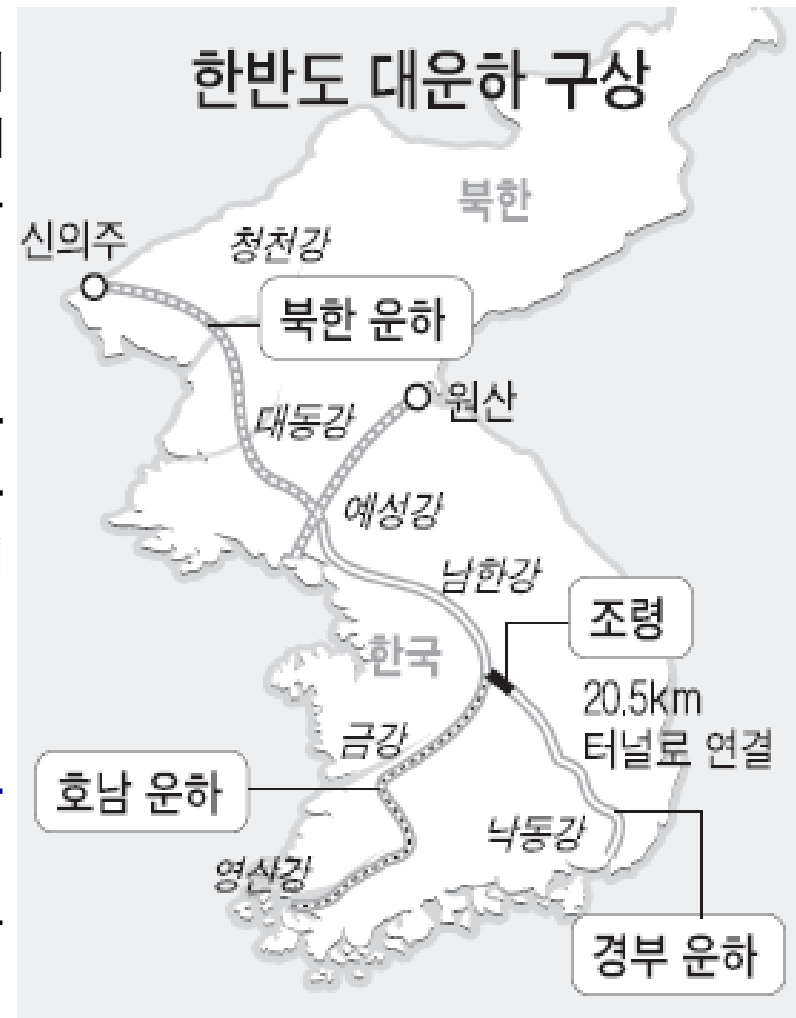 한반도 대운하 구상
북한
신의주
청천강
북한 운하
원산
대동강
예성강
남한강
조령
한국
20.5km
터널로 연결
금강
호남 운하
낙동강
영산강
경부 운하